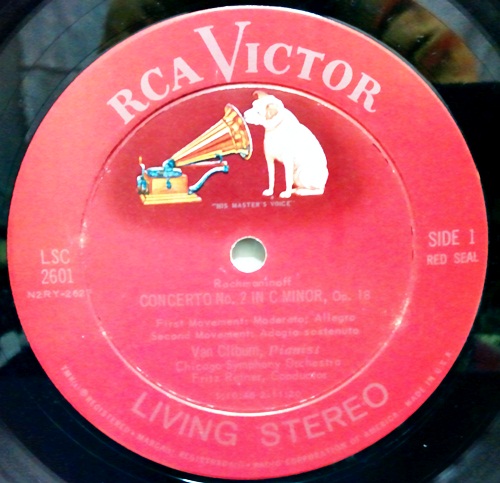 RCA VICTOR
"HIS MASTER'S VOICE"
LSC
2601
SIDE 1
RED SEAL
Rachmaninoff
CONCERTO No. 2 IN C MINOR, Op. 18
First Movement: Moderato; Allegro
Second Movement: Adagio sostenuto
Van Cliburn, Pianist
Chicago Symphony Orchestra
Fritz Reiner, Conductor
LIVING STEREO